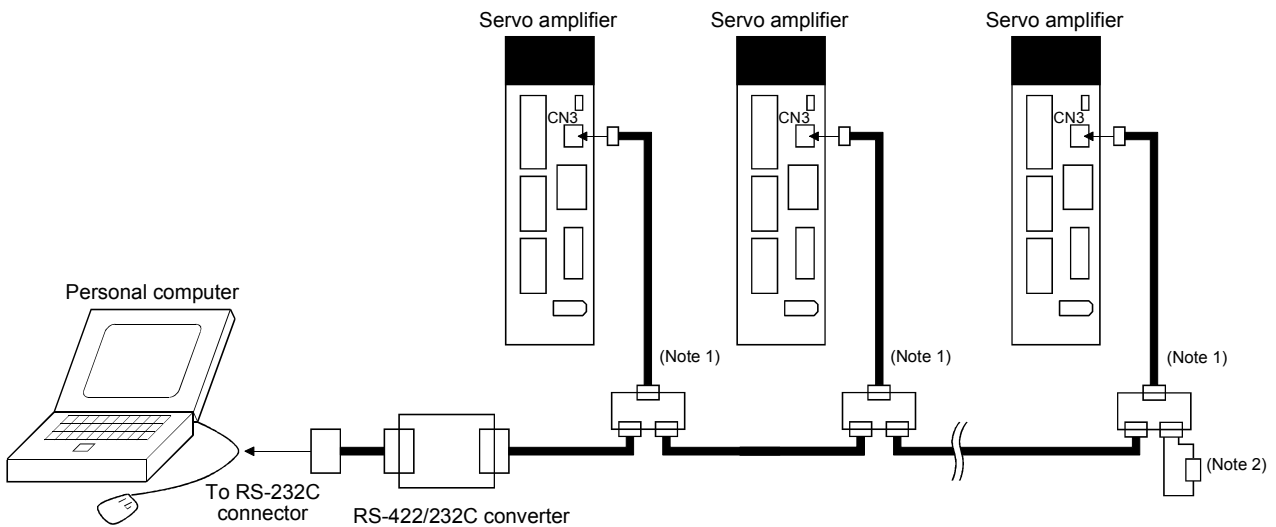 Servo amplifier
Servo amplifier
Servo amplifier
CN3
CN3
CN3
Personal computer
(Note 1)
(Note 1)
(Note 1)
(Note 2)
To RS-232C
connector
RS-422/232C converter